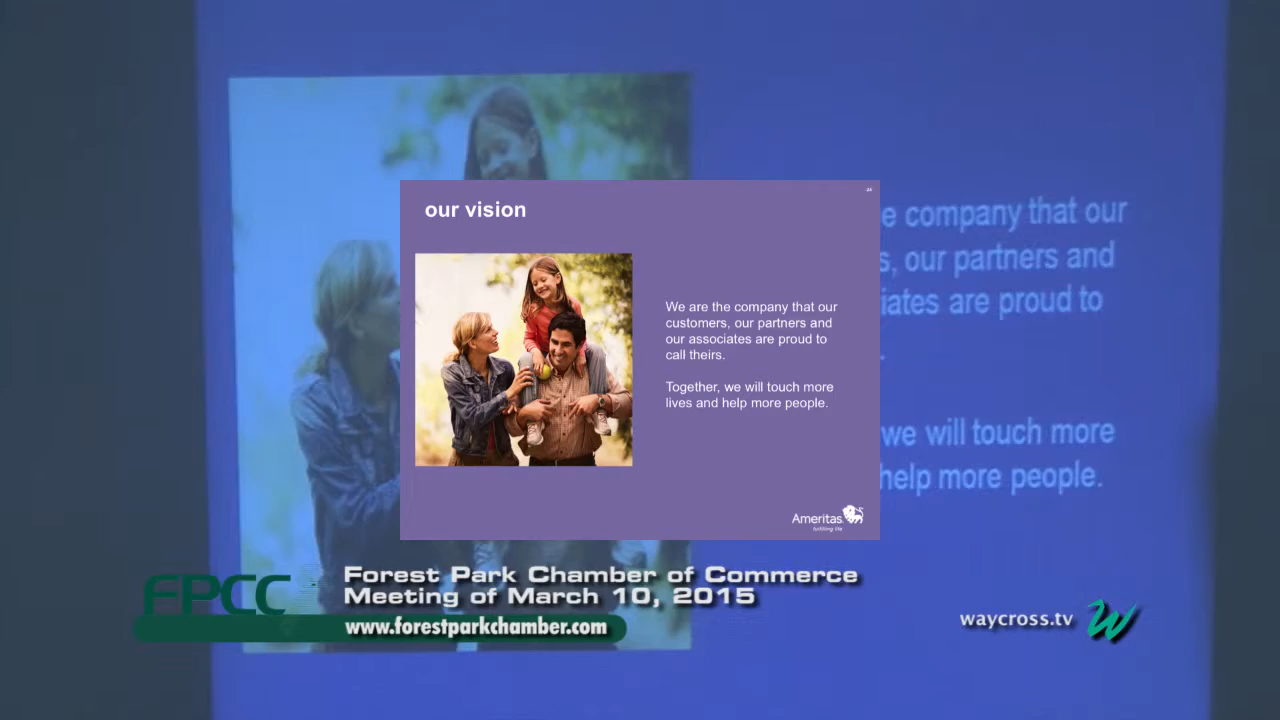 our vision
We are the company that our
customers, our partners and
our associates are proud to
call theirs.
Together, we will touch more
lives and help more people.
Ameritas
fulfilling life
e company that our
s, our partners and
iates are proud to
.
we will touch more
help more people.
FPCC
Forest Park Chamber of Commerce
Meeting of March 10, 2015
www.forestparkchamber.com
waycross.tv W